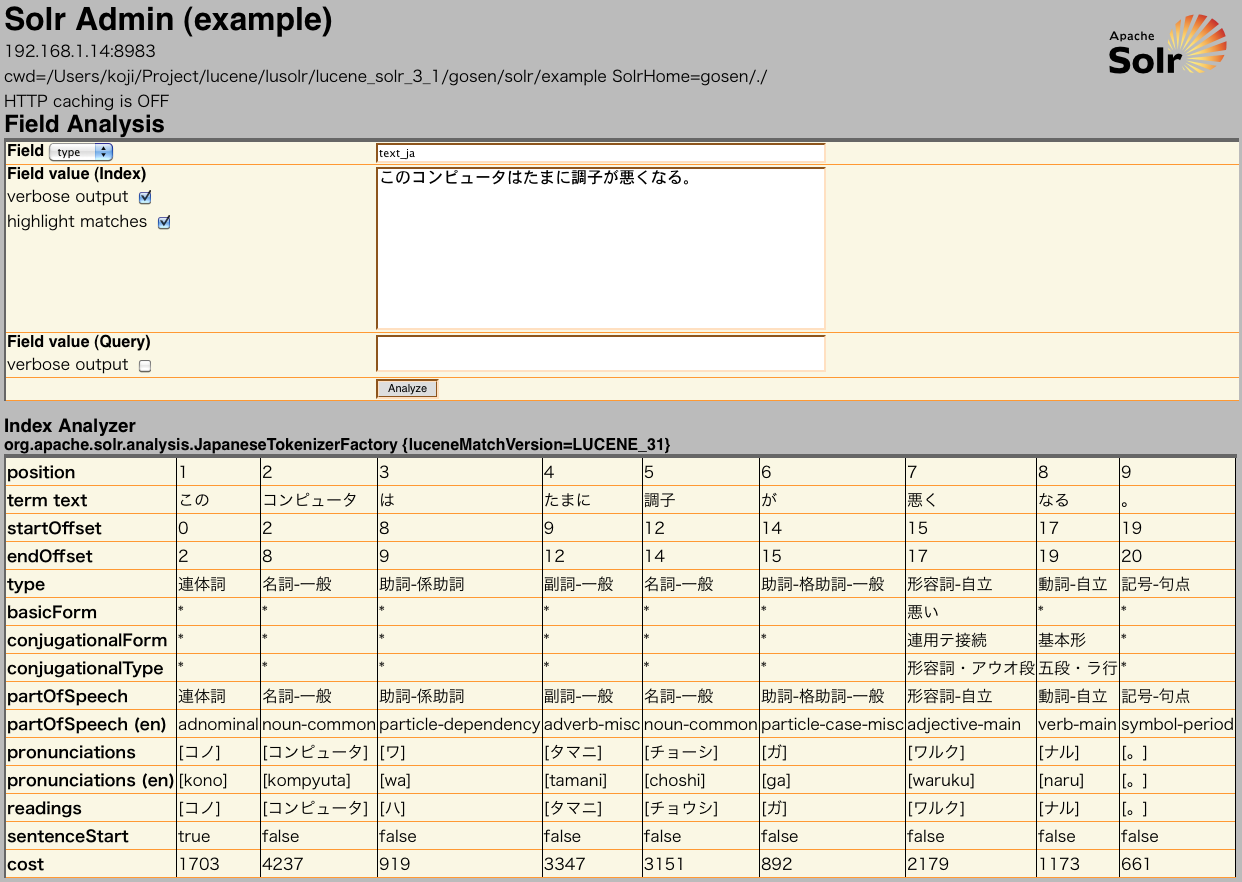 Solr Admin (example)
Apache
Solr
192.168.1.14:8983
cwd=/Users/koji/Project/lucene/lusolr/lucene_solr_3_1/gosen/solr/example SolrHome=gosen/./
HTTP caching is OFF
Field Analysis
Field type text_ja
Field value (Index) このコンピュータはたまに調子が悪くなる。
verbose output
highlight matches
Field value (Query)
verbose output
Analyze
Index Analyzer
org.apache.solr.analysis.JapaneseTokenizerFactory {luceneMatchVersion=LUCENE_31}
position 1 2 3 4 5 6 7 8 9
term text この コンピュータ は たまに 調子 が 悪く なる 。
startOffset 0 2 8 9 12 14 15 17 19
endOffset 2 8 9 12 14 15 17 19 20
type 連体詞 名詞-一般 助詞-係助詞 副詞-一般 名詞-一般 助詞-格助詞-一般 形容詞-自立 動詞-自立 記号-句点
basicForm * * * * * * 悪い * *
conjugationalForm * * * * * * 連用テ接続 基本形 *
conjugationalType * * * * * * 形容詞・アウオ段 五段・ラ行 *
partOfSpeech 連体詞 名詞-一般 助詞-係助詞 副詞-一般 名詞-一般 助詞-格助詞-一般 形容詞-自立 動詞-自立 記号-句点
partOfSpeech (en) adnominal noun-common particle-dependency adverb-misc noun-common particle-case-misc adjective-main verb-main symbol-period
pronunciations [コノ] [コンピュータ] [ワ] [タマニ] [チョーシ] [ガ] [ワルク] [ナル] [。]
pronunciations (en) [kono] [kompyuta] [wa] [tamani] [choshi] [ga] [waruku] [naru] [。]
readings [コノ] [コンピュータ] [ハ] [タマニ] [チョウシ] [ガ] [ワルク] [ナル] [。]
sentenceStart true false false false false false false false false
cost 1703 4237 919 3347 3151 892 2179 1173 661